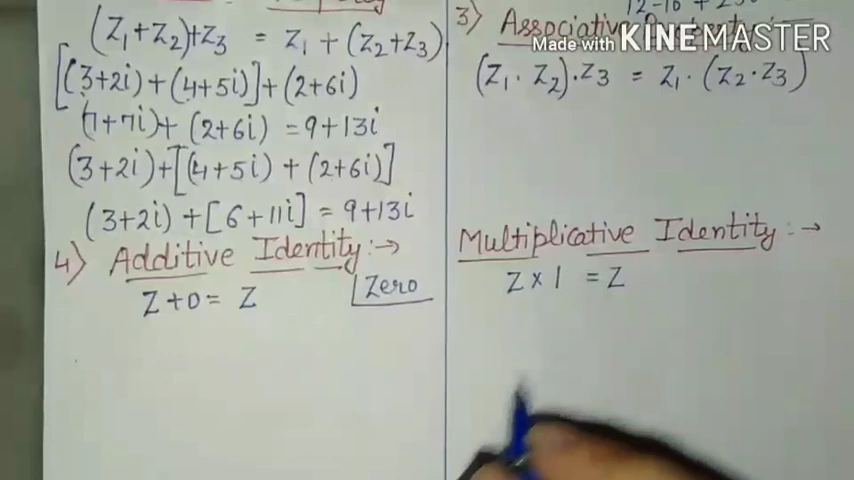 (Z₁+Z₂)+Z₃ = Z₁+(Z₂+Z₃)
[(3+2i)+(4+5i)]+(2+6i)
(7+7i)+(2+6i) =9+13i
(3+2i)+[(4+5i)+(2+6i)]
(3+2i)+[6+11i]=9+13i
4) Additive Identity:→
Z+0= Z
Zero
3) Associative
Made with KINEMASTER
(Z₁·Z₂)·Z₃ = Z₁·(Z₂·Z₃)
Multiplicative Identity:→
Z×1 =Z